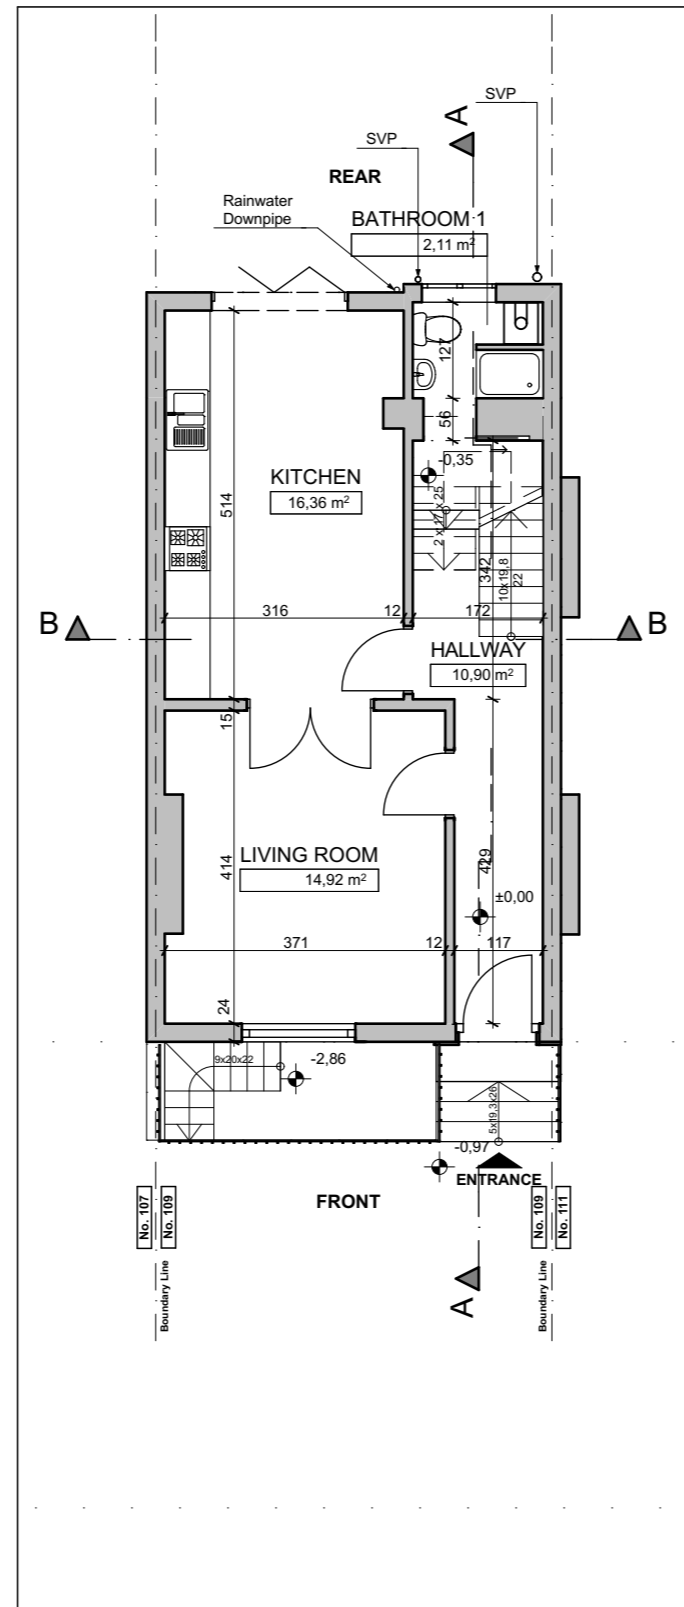 SVP
A
SVP
REAR
Rainwater
Downpipe
BATHROOM 1
2,11 m²
127
56
-0,35
KITCHEN
16,36 m²
514
2 x 17 x 25
342
10x19,8
22
316
12
172
B
B
HALLWAY
10,90 m²
15
LIVING ROOM
14,92 m²
414
429
±0,00
371
12
117
24
9x20x22
-2,86
5x19,3x26
-0,97
ENTRANCE
FRONT
No. 107
No. 109
No. 109
No. 111
Boundary Line
Boundary Line
A